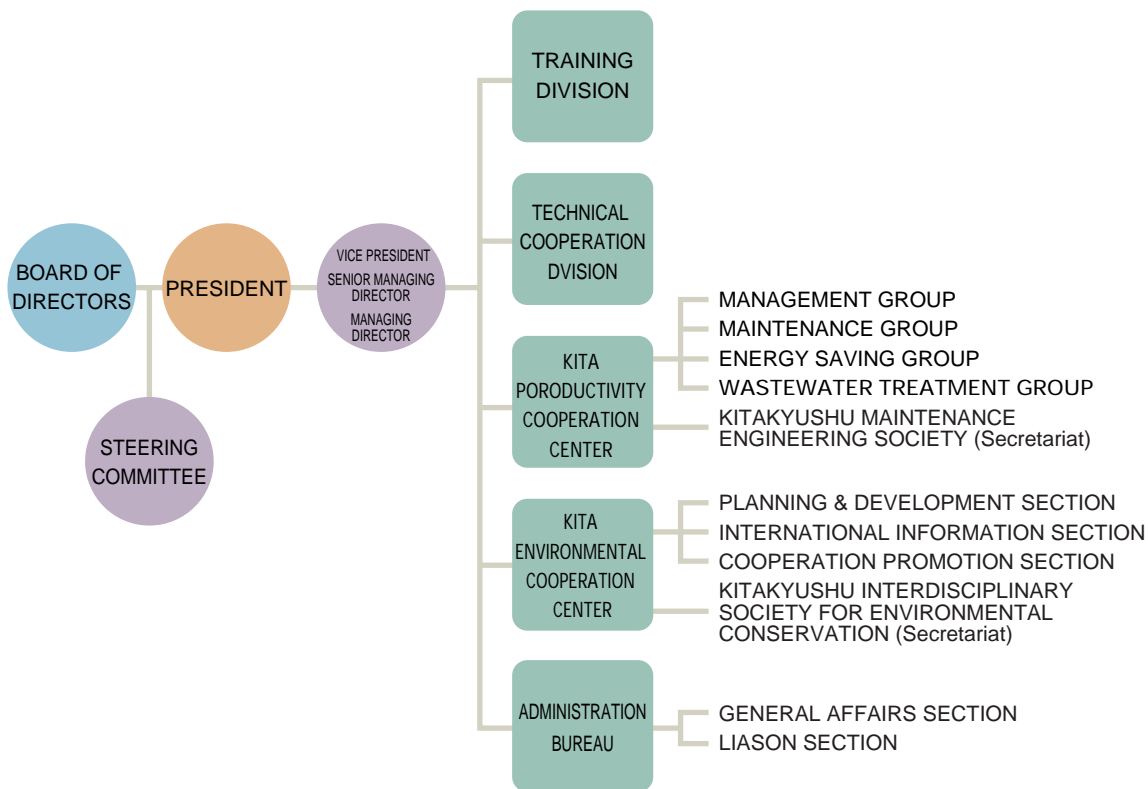 BOARD OF
DIRECTORS
STEERING
COMMITTEE
PRESIDENT
VICE PRESIDENT
SENIOR MANAGING
DIRECTOR
MANAGING
DIRECTOR
TRAINING
DIVISION
TECHNICAL
COOPERATION
DVISION
KITA
PORODUCTIVITY
COOPERATION
CENTER
MANAGEMENT GROUP
MAINTENANCE GROUP
ENERGY SAVING GROUP
WASTEWATER TREATMENT GROUP
KITAKYUSHU MAINTENANCE
ENGINEERING SOCIETY (Secretariat)
KITA
ENVIRONMENTAL
COOPERATION
CENTER
PLANNING & DEVELOPMENT SECTION
INTERNATIONAL INFORMATION SECTION
COOPERATION PROMOTION SECTION
KITAKYUSHU INTERDISCIPLINARY
SOCIETY FOR ENVIRONMENTAL
CONSERVATION (Secretariat)
ADMINISTRATION
BUREAU
GENERAL AFFAIRS SECTION
LIASON SECTION